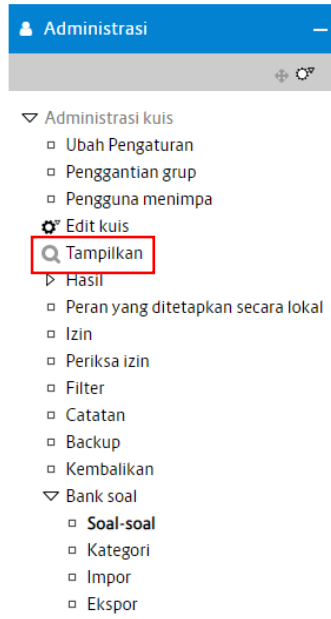 Administrasi
Administrasi kuis
Ubah Pengaturan
Penggantian grup
Pengguna menimpa
Edit kuis
Tampilkan
Hasil
Peran yang ditetapkan secara lokal
Izin
Periksa izin
Filter
Catatan
Backup
Kembalikan
Bank soal
Soal-soal
Kategori
Impor
Ekspor